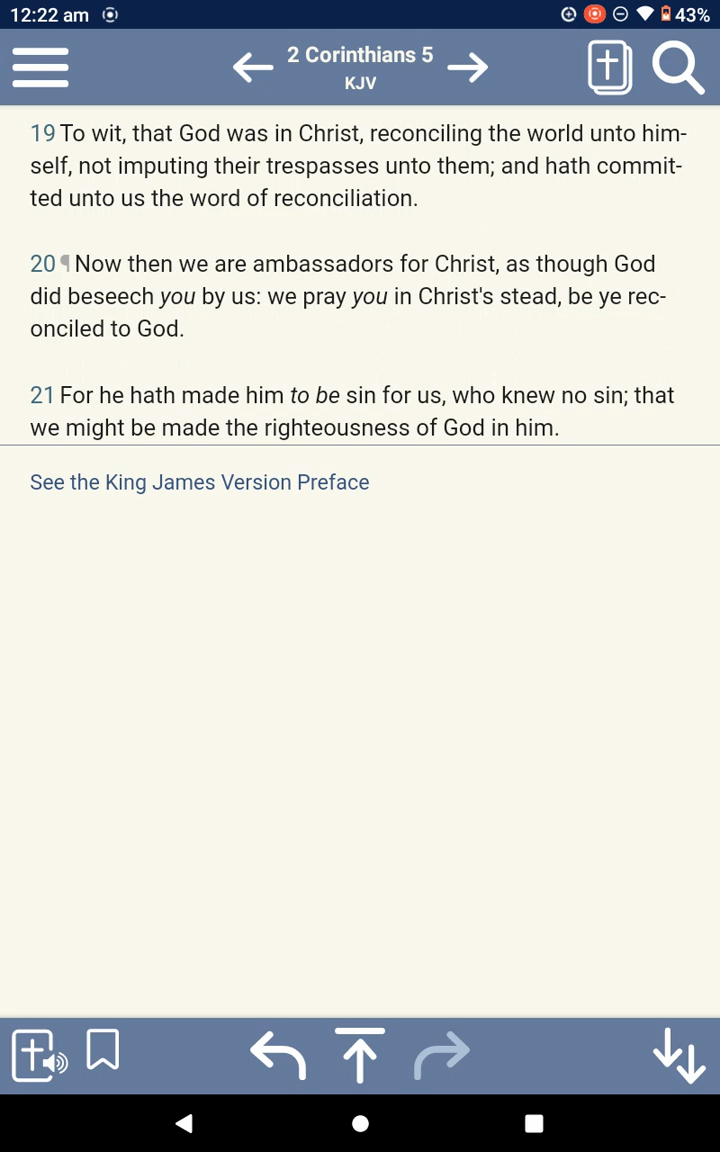 12:22 am
43%
2 Corinthians 5
KJV
19 To wit, that God was in Christ, reconciling the world unto him-
self, not imputing their trespasses unto them; and hath commit-
ted unto us the word of reconciliation.
20 ¶ Now then we are ambassadors for Christ, as though God
did beseech you by us: we pray you in Christ's stead, be ye rec-
onciled to God.
21 For he hath made him to be sin for us, who knew no sin; that
we might be made the righteousness of God in him.
See the King James Version Preface